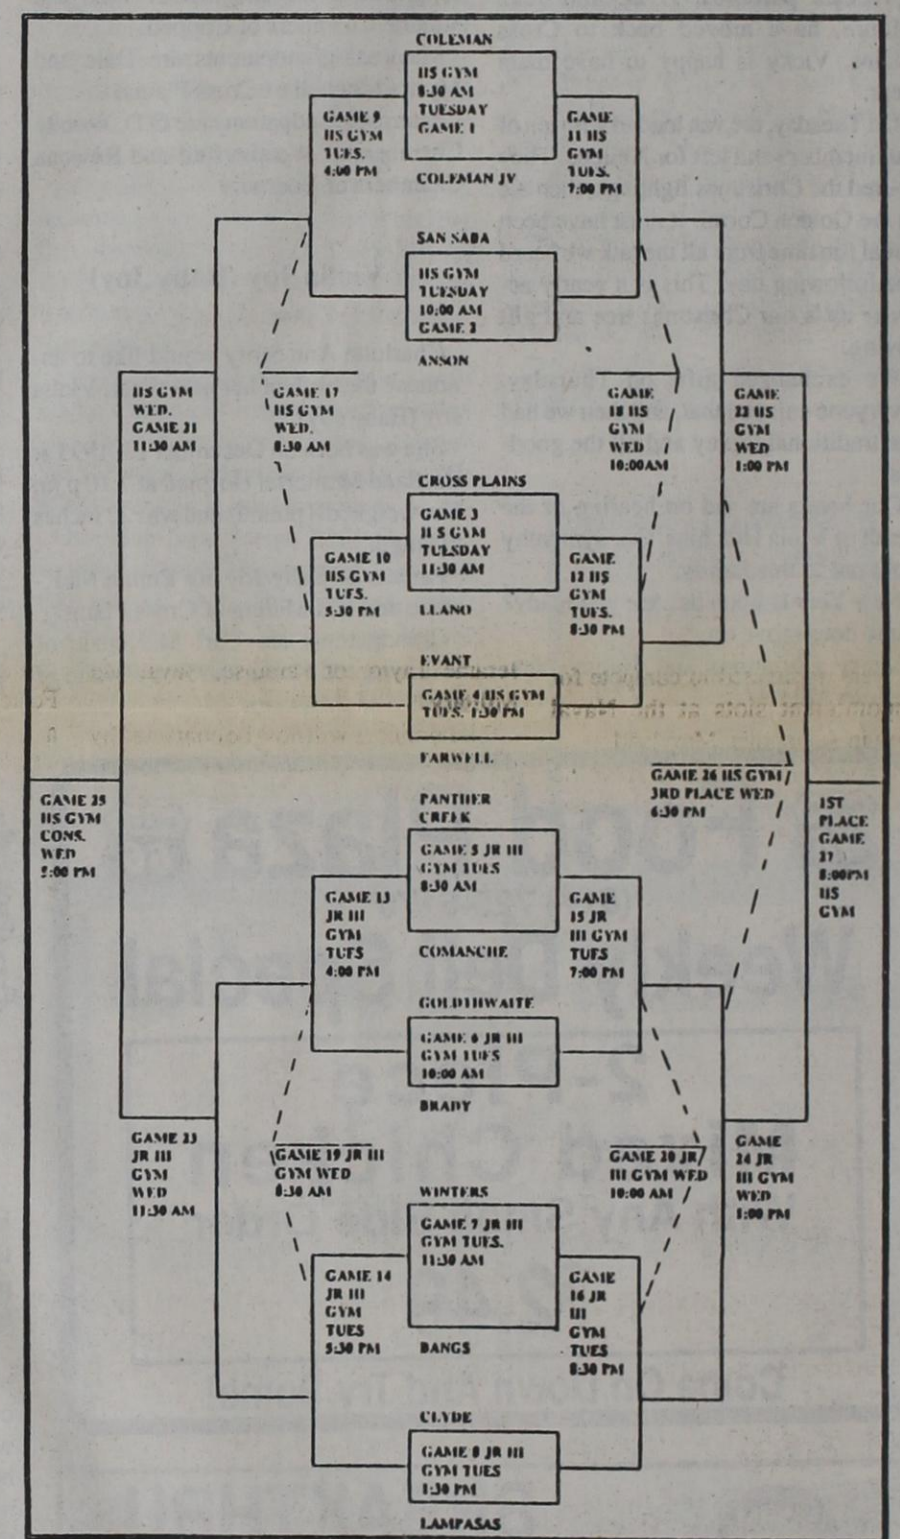 COLEMAN
HS GYM
8:30 AM
TUESDAY
GAME 1
COLEMAN JV
GAME 9
HS GYM
TUES.
4:00 PM
GAME
11 HS
GYM
TUES.
7:00 PM
SAN SABA
HS GYM
TUESDAY
10:00 AM
GAME 2
ANSON
HS GYM
WED.
GAME 21
11:30 AM
GAME 17
HS GYM
WED.
8:30 AM
GAME
18 HS
GYM
WED
10:00AM
GAME
22 HS
GYM
WED
1:00 PM
CROSS PLAINS
GAME 3
H S GYM
TUESDAY
11:30 AM
LLANO
GAME 10
HS GYM
TUES.
5:30 PM
GAME
12 HS
GYM
TUES.
8:30 PM
EVANT
GAME 4 HS GYM
TUES. 1:30 PM
FARWELL
GAME 25
HS GYM
CONS.
WED
5:00 PM
GAME 26 HS GYM
3RD PLACE WED
6:30 PM
1ST
PLACE
GAME
27
8:00PM
HS
GYM
PANTHER
CREEK
GAME 5 JR HI
GYM TUES
8:30 AM
COMANCHE
GAME 13
JR HI
GYM
TUES
4:00 PM
GAME
15 JR
HI GYM
TUES
7:00 PM
GOLDTHWAITE
GAME 6 JR HI
GYM TUES
10:00 AM
BRADY
GAME 23
JR HI
GYM
WED
11:30 AM
GAME 19 JR HI
GYM WED
8:30 AM
GAME 20 JR
HI GYM WED
10:00 AM
GAME
24 JR
HI GYM
WED
1:00 PM
WINTERS
GAME 7 JR HI
GYM TUES.
11:30 AM
BANGS
GAME 14
JR HI
GYM
TUES
5:30 PM
GAME
16 JR
HI
GYM
TUES
8:30 PM
CLYDE
GAME 8 JR HI
GYM TUES
1:30 PM
LAMPASAS